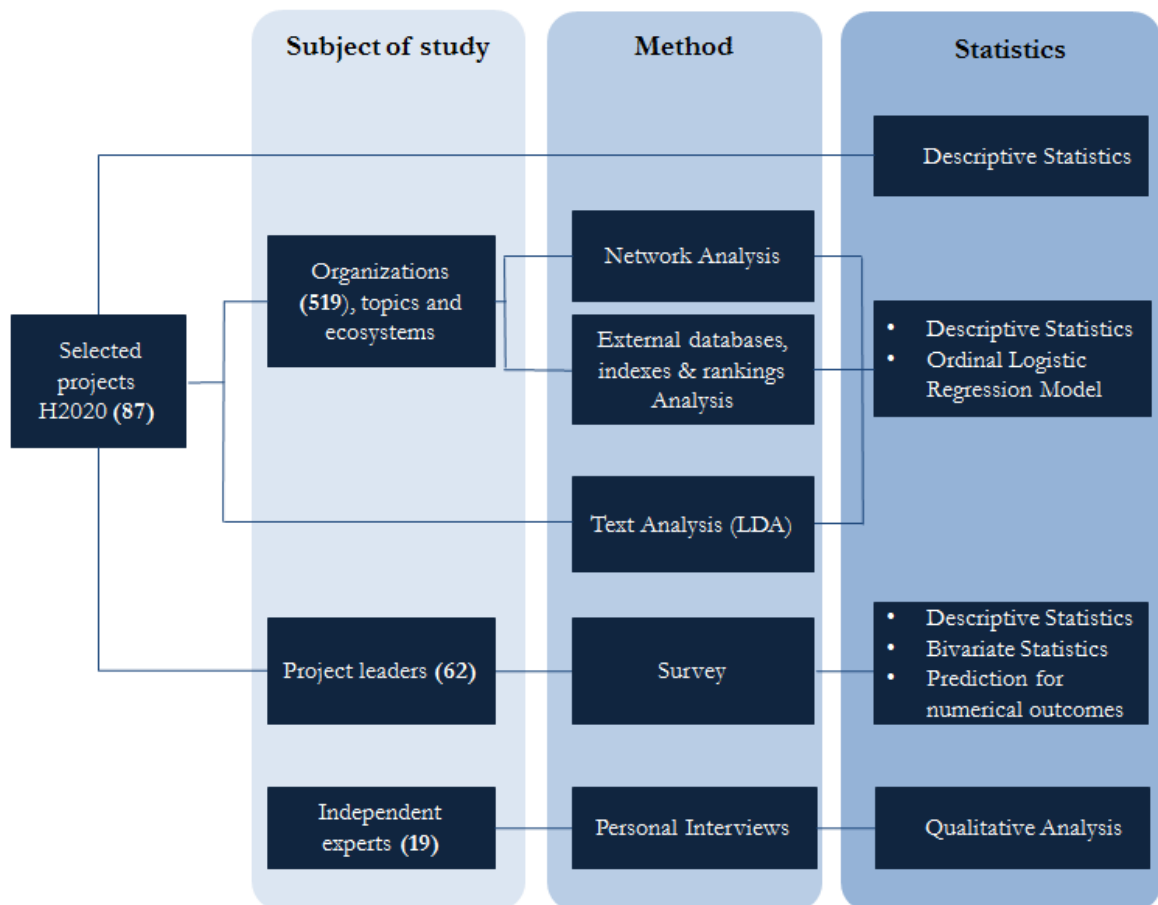 Subject of study
Method
Statistics
Descriptive Statistics
Network Analysis
Organizations
(519), topics and
ecosystems
Selected
projects
H2020 (87)
External databases,
indexes & rankings
Analysis
• Descriptive Statistics
• Ordinal Logistic
Regression Model
Text Analysis (LDA)
Project leaders (62)
Survey
• Descriptive Statistics
• Bivariate Statistics
• Prediction for
numerical outcomes
Independent
experts (19)
Personal Interviews
Qualitative Analysis